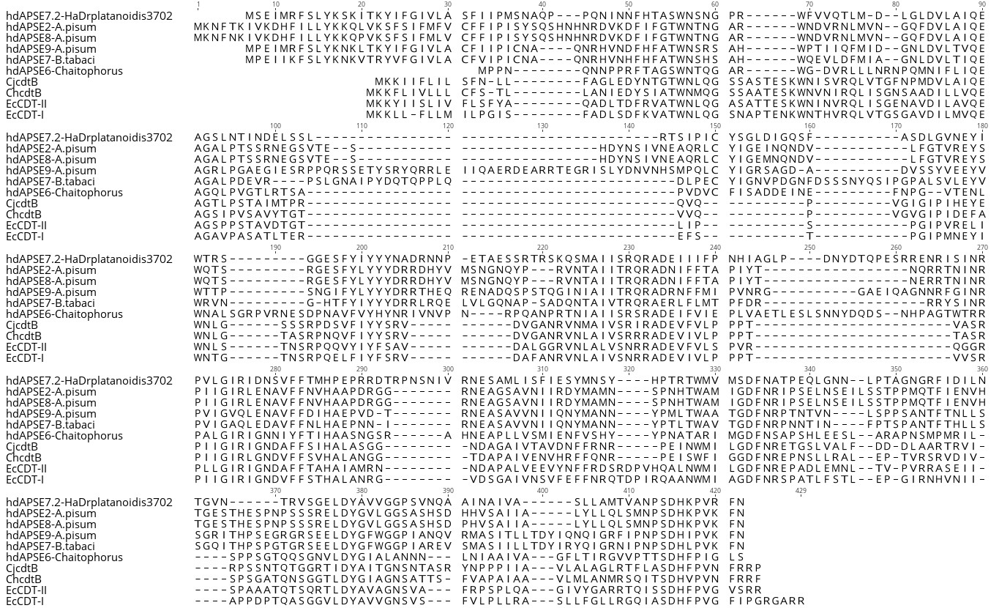 1 10 20 30 40 50 60 70 80 90
hdAPSE7.2-HaDrplatanoidis3702 MSEIMRFSLYKSKITKYIFGIVLA SFIIPMSNAQP--PQNINNFHTASWNSNG PR------WFVVQTLM-D--LGLDVLAIQE
hdAPSE2-A.pisum MKNFTKIVKDHFILLYKKQLVKSFSIFMFV CFFIPISYSQSHNHNRDVKDFIFGTWNTNG AR------WNDVRNLMVN--GQFDVLAIQE
hdAPSE8-A.pisum MKNFNKIVKDHFILLYKKQPVKSFSIFMLV CFFIPISYSQSHNHNRDVKDFIFGTWNTNG AR------WNDVRNLMVN--GQFDVLAIQE
hdAPSE9-A.pisum MPEIMRFSLYKNKLTKYIFGIVLA SFIIPICNA-----QNRHINDFHFATWNSRG AH------WPTIIQFMIN--GNLDVLTVQE
hdAPSE7-B.tabaci MPEIIKFSLYKNKVTRYVFGIVLA CFVIPICNA-----QNRHVNHFHFATWNSHS AH------WQEVLDFMIA--GNLDVLTIQE
hdAPSE6-Chaitophorus MPPN--------QNNPPRFTAGSWNTQG AR------WG-DVRLLLNRNPQMNIFLIQE
CjcdtB MKKIIFLIL SFN-LL--------FAGLEDYNTGTWNLQG SSASTESKWNISVRQLVTGFNPMDVLAIQE
ChcdtB MKKFLIVLLL CFS-TL--------LANIEDYSIATWNMQG SSAATESKWNVNIRQLISGNSAADILLVQE
EcCDT-II MKKYIISLIV FLSFYA--------QADLTDFRVATWNLQG ASATTESKWNINVRQLISGENAVDILAVQE
EcCDT-I MKKLL-FLLM ILPGIS--------FADLSDFKVATWNLQG SNAPTENKWNTHVRQLVTGSGAVDILMVQE
100 110 120 130 140 150 160 170 180
hdAPSE7.2-HaDrplatanoidis3702 AGSLNTINDELSSL---------------- -----------------------RTSIPIC YSGLDIGQSF----------ASDLGVNEYI
hdAPSE2-A.pisum AGALPTSSRNEGSVTE--S----------- ----------------HDYNSIVNEAQRLC YIGEINQNDV---------LFGTVREYS
hdAPSE8-A.pisum AGALPTSSRNEGSVTE--S----------- ----------------HDYNSIVNEAQRLC YIGEMNQNDV---------LFGTVREYS
hdAPSE9-A.pisum AGRLPGAEGIESRPPQRSSETYSRYQRRLE IIQAERDEARRTEGRISLYDNVNHSMPQLC YIGRSAGD-A---------DVSSYVEEYV
hdAPSE7-B.tabaci AGALPDEVR----PSLGNAIPYDQTQPPLQ -------------------------DLPEC YIGNVPDGNFDSSSNYQSIPGPALSVLEYV
hdAPSE6-Chaitophorus AGQLPVGTLRTSA----------------- -------------------------PVDVC FISADDEINE---------FNPG--VTENL
CjcdtB AGTLPSTAIMTPR----------------- -------------------------QVQ-- ---------P---------VGIGIPIHEYE
ChcdtB AGSIPVSAVYTGT----------------- -------------------------VVQ-- ---------P---------VGVGIPIDEFA
EcCDT-II AGSPPSTAVDTGT----------------- -------------------------LIP-- ---------S-----------PGIPVRELI
EcCDT-I AGAVPASATLTER----------------- -------------------------EFS-- ---------T-----------PGIPMNEYI
190 200 210 220 230 240 250 260 270
hdAPSE7.2-HaDrplatanoidis3702 WTRS---------GGESFYIYYYNADRNNP -ETAESSRTRSKQSMAIISRQRADEIIIFP NHIAGLP----DNYDTQPESRRENRISINR
hdAPSE2-A.pisum WQTS---------RGESFYLYYYDRRDHYV MSNGNQYP---RVNTAIITRQRADNIFFTA PIYT-----------------NQRRTNINR
hdAPSE8-A.pisum WQTS---------RGESFYLYYYDRRDHYV MSNGNQYP---RVNTAIITRQRADNIFFTA PIYT-----------------NERRTNINR
hdAPSE9-A.pisum WTTP---------SNGIFYLYYYDRRTHEQ RENADQSPSTQGINIAIITRQRADRNFFMI PVNRG----------GAEIQAGNNRFGINR
hdAPSE7-B.tabaci WRVN---------G-HTFYIYYYDRRLRQE LVLGQNAP-SADQNTAIVTRQRAERLFLMT PFDR-------------------RRYSINR
hdAPSE6-Chaitophorus WNALSGRPVRNESDPNAVFVYHYNRIVNVP N----RPQANPRTNIAIISRQRADEIFVIE PLVAETLESLSNNYDQDS--NHPAGTWTRR
CjcdtB WNLG--------SSSRPDSVFIYYSRV--- ------DVGANRVNMAIVSRIRADEVFVLP PPT-----------------------VASR
ChcdtB WNLG--------TASRPNQVFIYYSRV--- ------DVGANRVNLAIVSRRRADEVIVLP PPT-----------------------TASR
EcCDT-II WNLS--------TNSRPQQVYIYFSAV--- ------DALGGRVNLALVSNRRADEVFVLS PVR-----------------------QGGR
EcCDT-I WNTG--------TNSRPQELFIYFSRV--- ------DAFANRVNLAIVSNRRADEVIVLP PPT-----------------------VVSR
280 290 300 310 320 330 340 350 360
hdAPSE7.2-HaDrplatanoidis3702 PVLGIRIDNSVFFTMHPEPRRDTRPNSNIV RNESAMLISFIESYMNSY----HPTRTWMV MSDFNATPEQLGNN--LPTAGNGRFIDILN
hdAPSE2-A.pisum PIIGIRLENAVFFNVHAAPDRGG------- RNEAGSAVNIIRDYMAMN----SPNHTWAM IGDFNRIPSELNSEILSSTPPMQTFIENVH
hdAPSE8-A.pisum PIIGIRLENAVFFNVHAAPDRGG------- RNEAGSAVNIIRDYMAMN----SPNHTWAM IGDFNRIPSELNSEILSSTPPMQTFIENVH
hdAPSE9-A.pisum PVIGVQLENAVFFDIHAEPVD-T------- RNEASAVVNIIQNYMANN----YPMLTWAA TGDFNRPTNTVN----LSPPSANTFTNLLS
hdAPSE7-B.tabaci PVIGAQLEDAVFFNLHAEPNN-I------- RNEASAVVNIIQNYMANN----YPTLTWAV TGDFNRPNNTIN----FPTSPANTFTHLLS
hdAPSE6-Chaitophorus PALGIRIGNNIYFTIHAASNGSR------A HNEAPLLVSMIENFVSHY----YPNATARI MGDFNSAPSHLEESL--ARAPNSMPMRIL-
CjcdtB PIIGIRIGNDAFFSIHALASGG-------- -NDAGAIVTAVDNFFRNR----PEINWMI LGDFNRETGSLVALF--DD-DLAARTRVI-
ChcdtB PIIGIRLGNDVFFSVHALANGG-------- -TDAPAIVENVHRFFQNR----PEISWFI GGDFNREPNSLLRAL--EP-TVRSRVDIV-
EcCDT-II PLLGIRIGNDAFFTAHAIAMRN-------- -NDAPALVEEVYNFFRDSRDPVHQALNWMI LGDFNREPADLEMNL--TV-PVRRASEII-
EcCDT-I PIIGIRIGNDAFFSTHALANRG-------- -VDSGAIVNSVFEFFNRQTDPIRQAANWMI AGDFNRSPATLFSTL--EP-GIRNHVNII-
370 380 390 400 410 420 429
hdAPSE7.2-HaDrplatanoidis3702 TGVN------TRVSGELDYAVVGGPSVNQA AINAIVA------SLLAMTVANPSDHKPVR FN
hdAPSE2-A.pisum TGESTHESPNPSSSRELDYGVLGGSASHSD HHVSAIIA-----LYLLQLSMNPSDHKPVK FN
hdAPSE8-A.pisum TGESTHESPNPSSSRELDYGVLGGSASHSD PHVSAIIA-----LYLLQLSMNPSDHKPVK FN
hdAPSE9-A.pisum SGRITHPSEGRGRSEELDYGFWGGPIANQV RMASITLLTDYIQNQIGRFINPSDHKPVK FN
hdAPSE7-B.tabaci SGQITHPSPGTGRSEELDYGFWGGPIAREV SMASIILLTDYIRYQIGRNIPNPSDHLPVK FN
hdAPSE6-Chaitophorus ----SPPSGTQQSGNVLDYGIALANNN--- LNIAAIVA---GFLTIRGVVPTTSDHFPIG LS
CjcdtB ----RPSSNTQTGGRTIDYAITGNSNTASR YNPPPIIA---VLALAGLRTFLASDHFPVN FRRP
ChcdtB ----SPSGATQNSGGTLDYGIAGNSATTS- FVAPAIAA---VLMLANMRSQITSDHFPVN FRRF
EcCDT-II ----SPAAATQTSQRTLDYAVAGNSVA--- FRPSPLQA---GIVYGARRTQISSDHFPVG VSRR
EcCDT-I ----APPDPTQASGGVLDYAVVGNSVS--- FVLPLLRA---SLLFGLLRGQIASDHFPVG FIPGRGARR